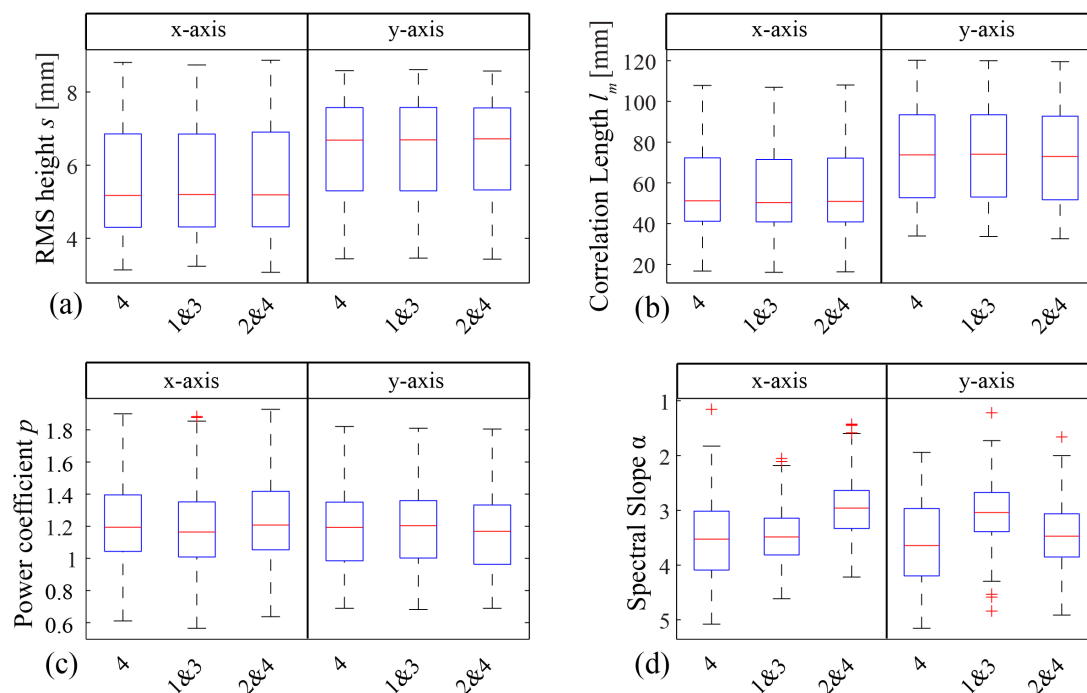 x-axis y-axis
RMS height s [mm]
8
6
4
4 1&3 2&4 4 1&3 2&4
(a)
x-axis y-axis
Correlation Length lm [mm]
120
100
80
60
40
20
4 1&3 2&4 4 1&3 2&4
(b)
x-axis y-axis
Power coefficient p
1.8
1.6
1.4
1.2
1
0.8
0.6
4 1&3 2&4 4 1&3 2&4
(c)
x-axis y-axis
Spectral Slope α
1
2
3
4
5
4 1&3 2&4 4 1&3 2&4
(d)